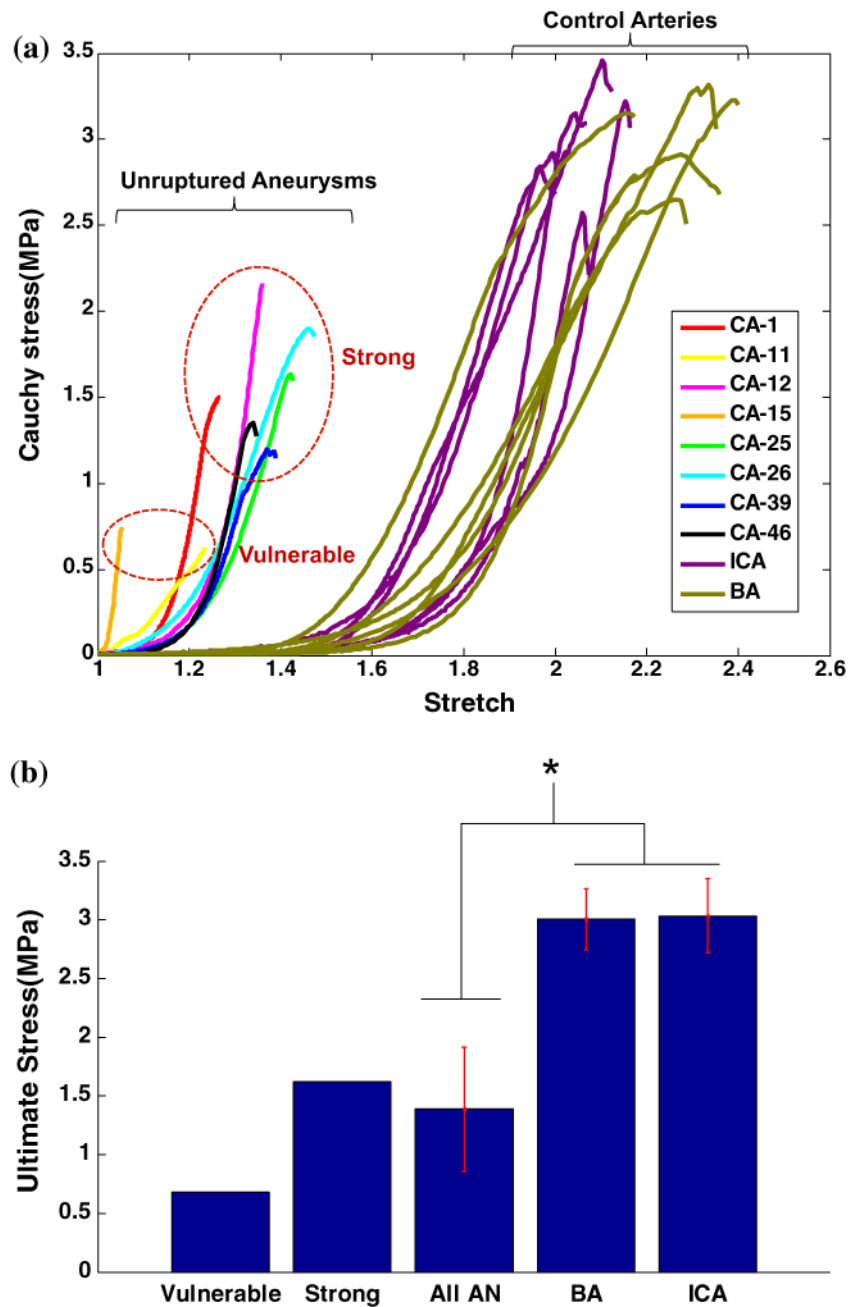 (a)
Control Arteries
3.5
3
2.5
2
1.5
1
0.5
0
Cauchy stress(MPa)
Unruptured Aneurysms
Strong
Vulnerable
CA-1
CA-11
CA-12
CA-15
CA-25
CA-26
CA-39
CA-46
ICA
BA
1 1.2 1.4 1.6 1.8 2 2.2 2.4 2.6
Stretch
(b)
*
3.5
3
2.5
2
1.5
1
0.5
0
Ultimate Stress(MPa)
Vulnerable Strong All AN BA ICA